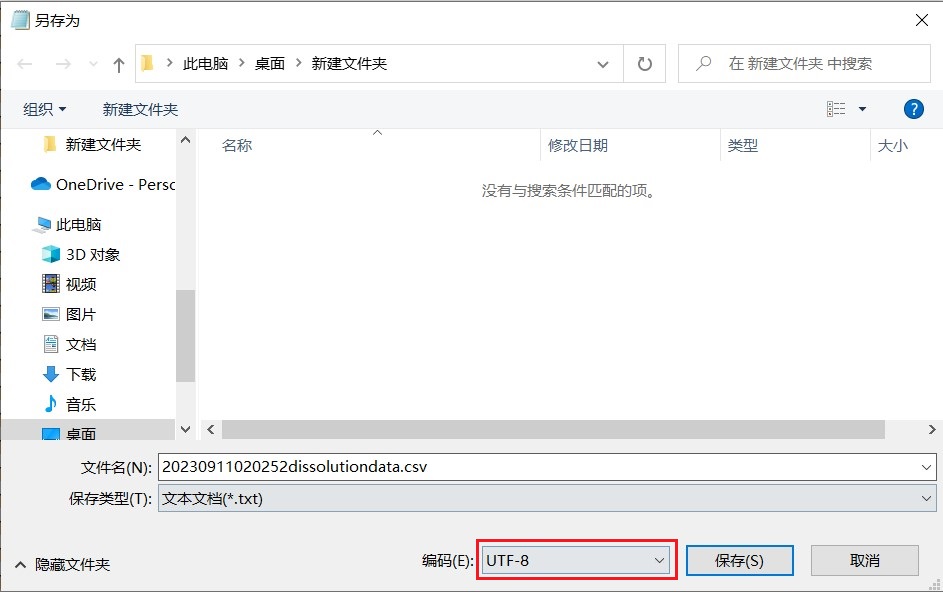 另存为
此电脑 > 桌面 > 新建文件夹
在 新建文件夹 中搜索
组织
新建文件夹
?
新建文件夹
OneDrive - Persc
此电脑
3D 对象
视频
图片
文档
下载
音乐
桌面
名称
修改日期
类型
大小
没有与搜索条件匹配的项。
文件名(N): 20230911020252dissolutiondata.csv
保存类型(T): 文本文档(*.txt)
隐藏文件夹
编码(E): UTF-8
保存(S)
取消